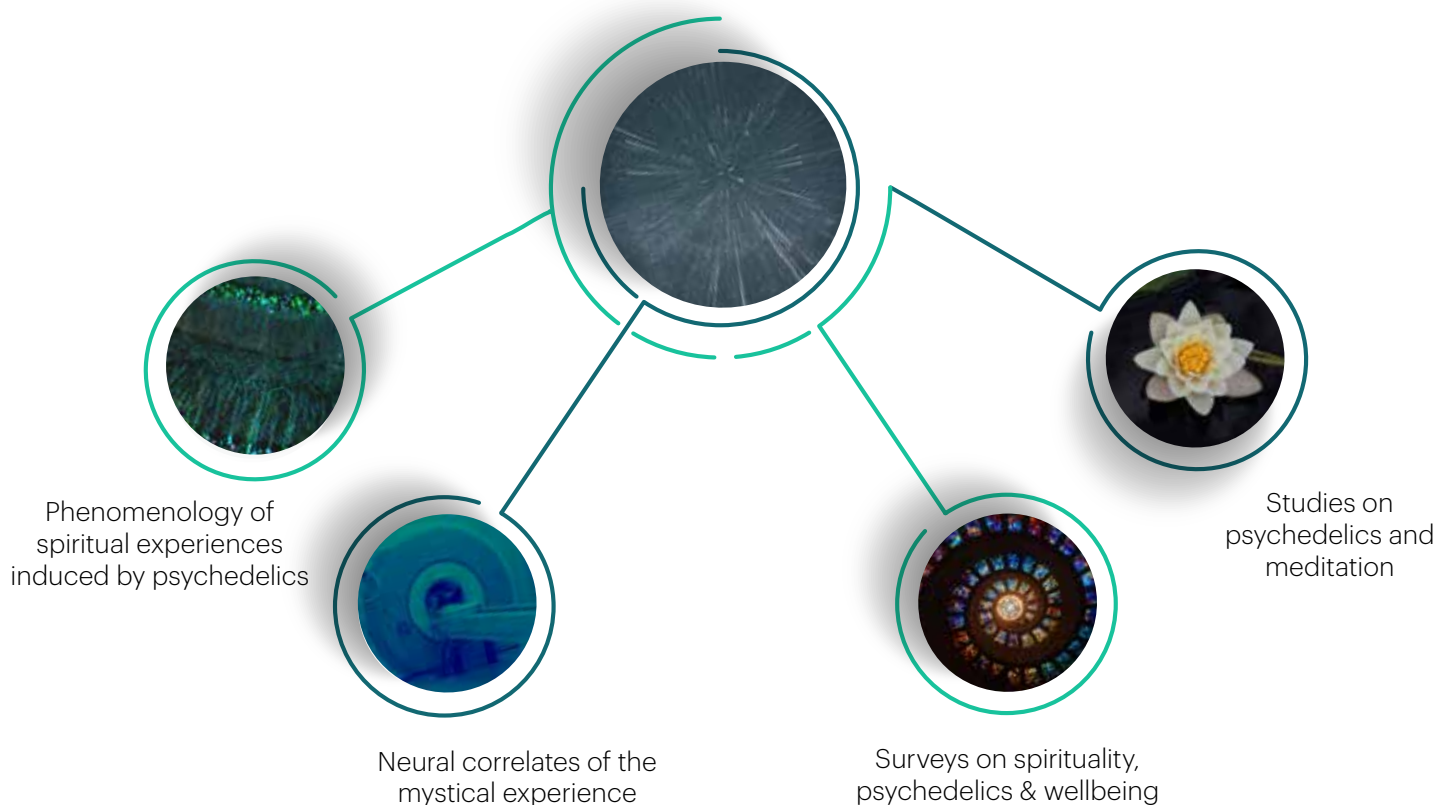 Phenomenology of
spiritual experiences
induced by psychedelics
Neural correlates of the
mystical experience
Surveys on spirituality,
psychedelics & wellbeing
Studies on
psychedelics and
meditation